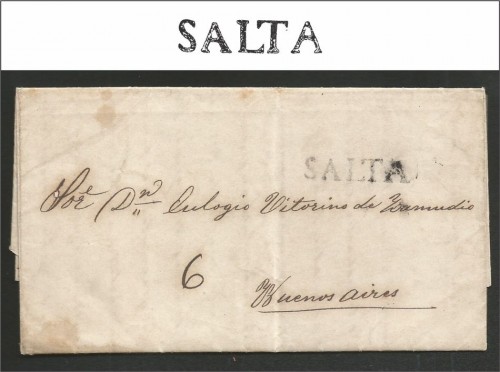 SALTA
SALTA
Sor.e Dn. Eulogio Vitorino de Zamudio
6
Buenos aires